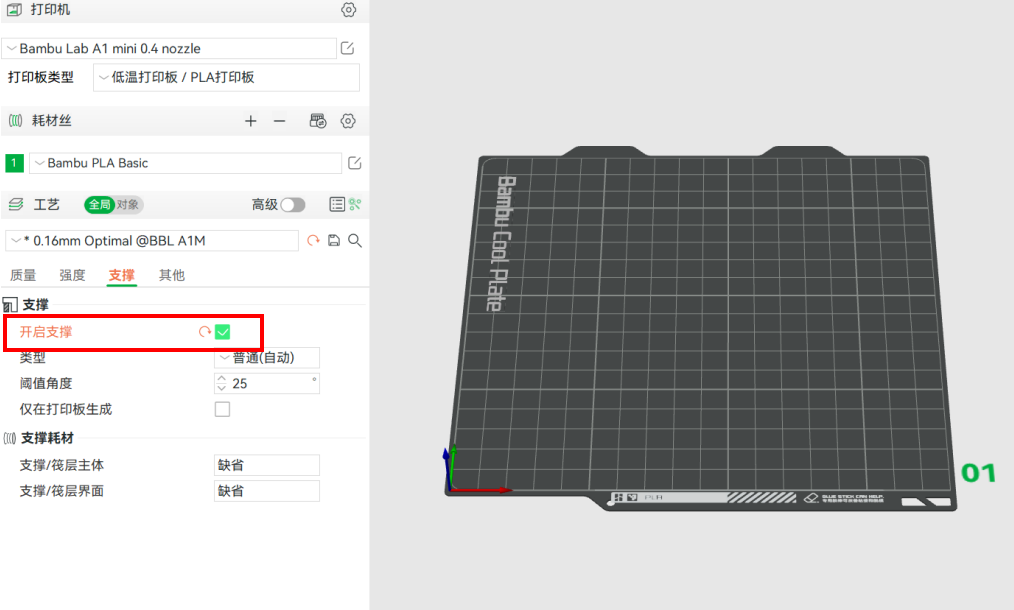 打印机
Bambu Lab A1 mini 0.4 nozzle
打印板类型 低温打印板 / PLA打印板
耗材丝
1 Bambu PLA Basic
工艺 全局 对象 高级
* 0.16mm Optimal @BBL A1M
质量 强度 支撑 其他
支撑
开启支撑
类型 普通(自动)
阈值角度 25 °
仅在打印板生成
支撑耗材
支撑/筏层主体 缺省
支撑/筏层界面 缺省
Bambu Cool Plate
01
PLA
GLUE STICK CAN HELP.